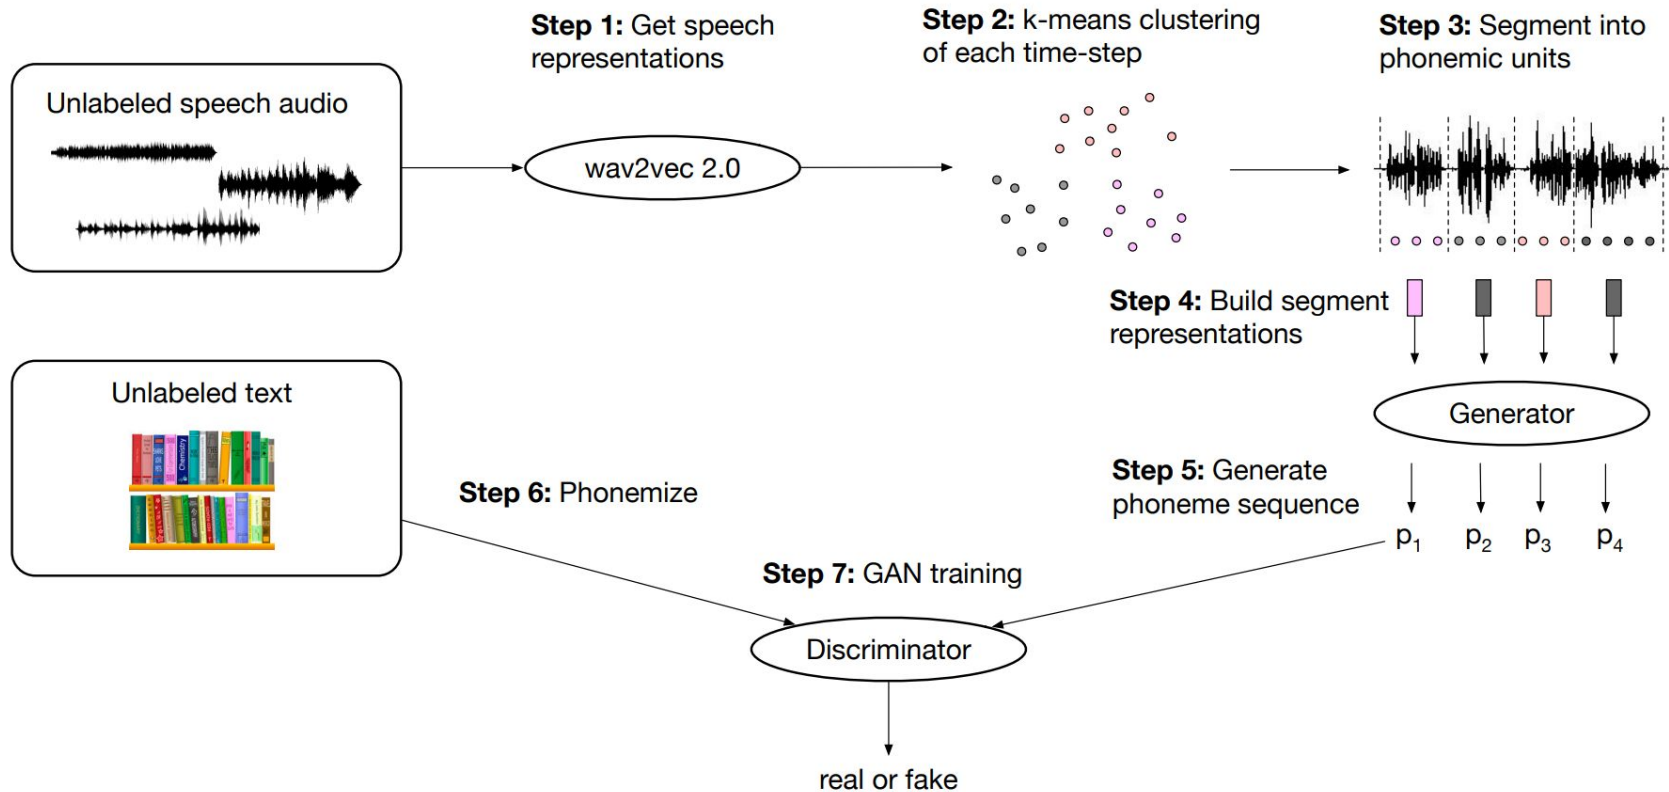 Step 1: Get speech
representations
Step 2: k-means clustering
of each time-step
Step 3: Segment into
phonemic units
Unlabeled speech audio
wav2vec 2.0
Step 4: Build segment
representations
Unlabeled text
Chemistry
Generator
Step 5: Generate
phoneme sequence
Step 6: Phonemize
p1 p2 p3 p4
Step 7: GAN training
Discriminator
real or fake